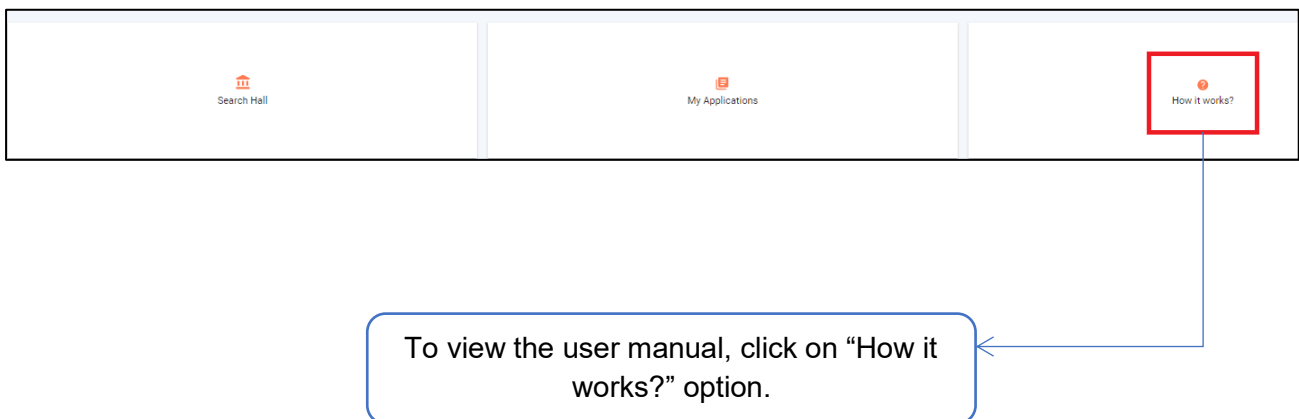 Search Hall
My Applications
How it works?
To view the user manual, click on “How it
works?” option.